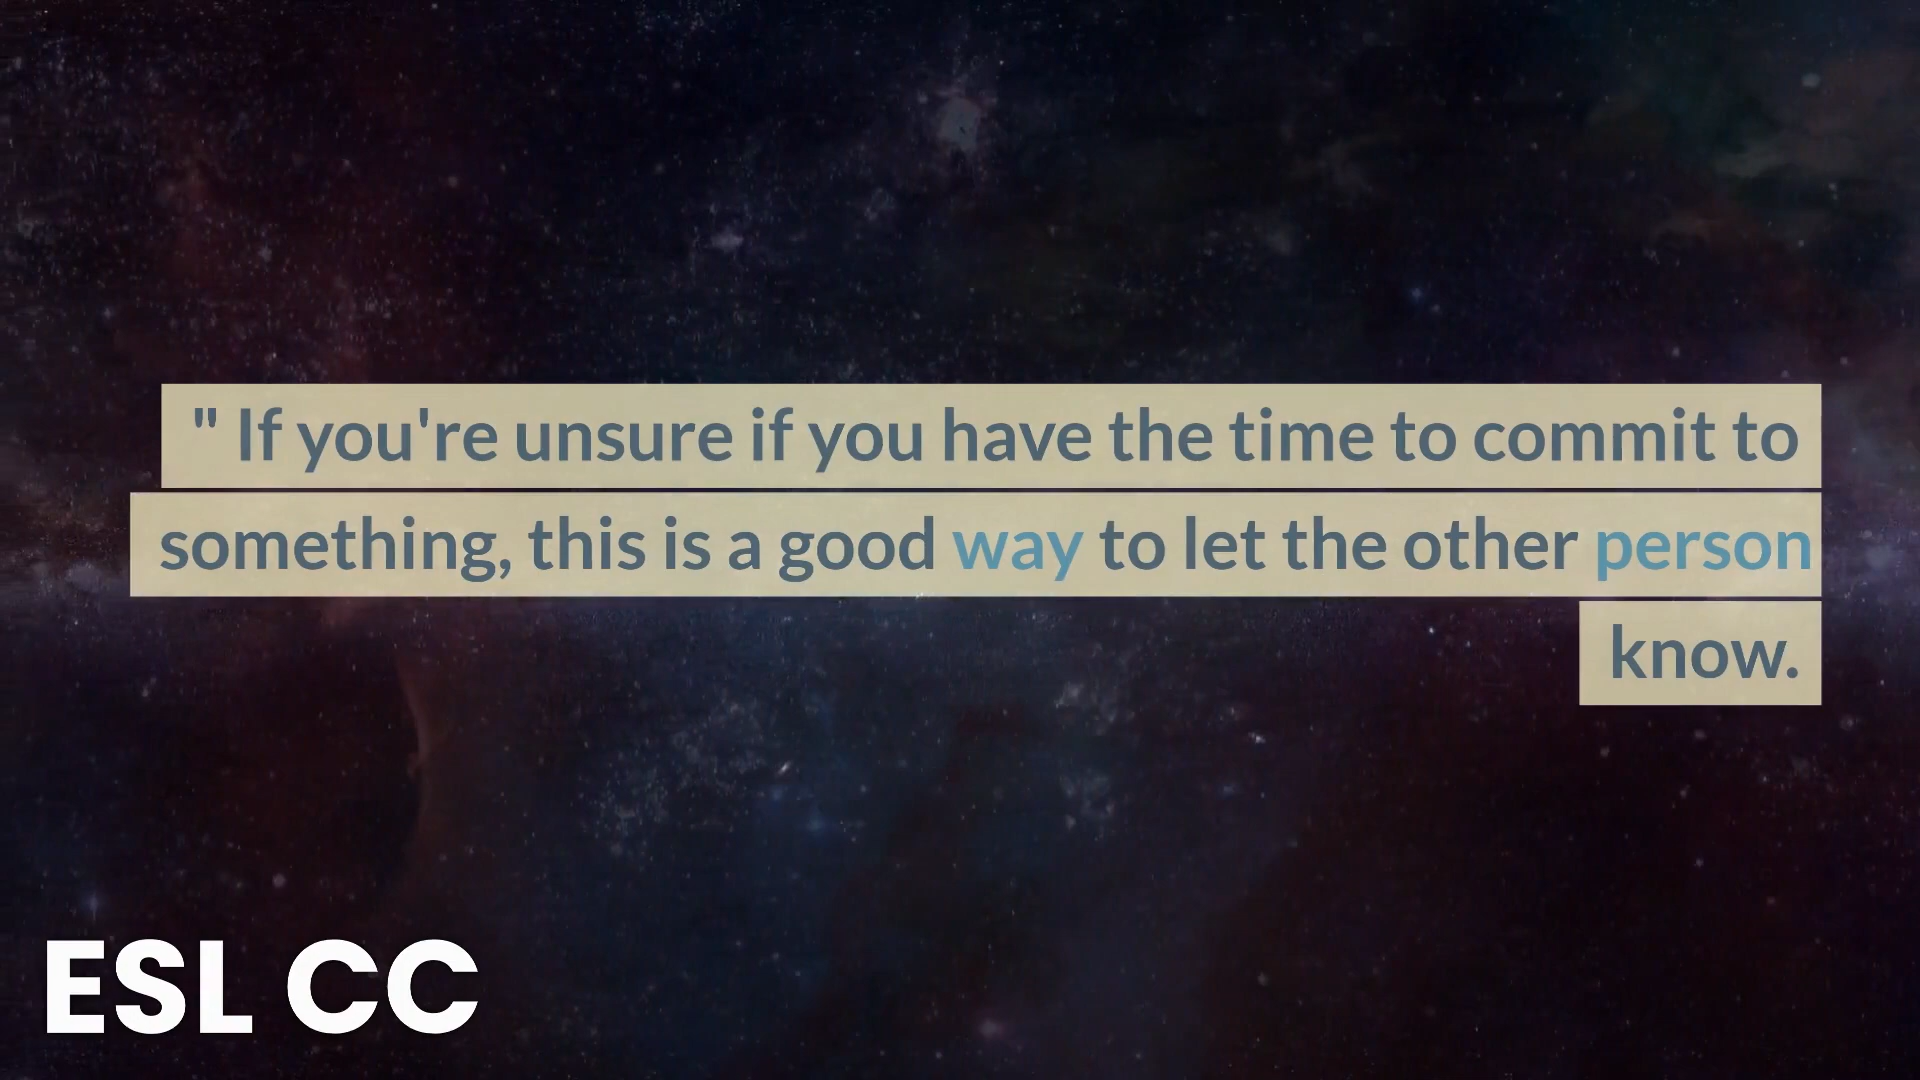 " If you're unsure if you have the time to commit to
something, this is a good way to let the other person
know.
ESL CC